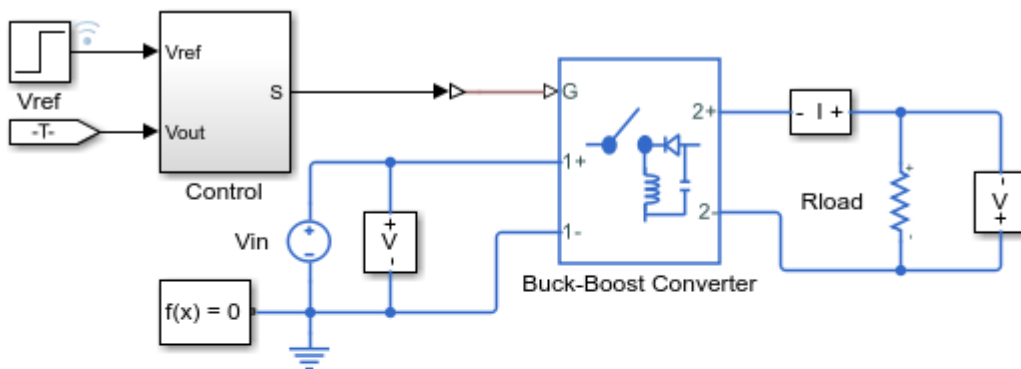 Vref
-T-
Vref
Vout
S
Control
Vin
+
V
-
f(x) = 0
G
1+
1-
2+
2-
Buck-Boost Converter
- I +
+
Rload
-
-
V
+